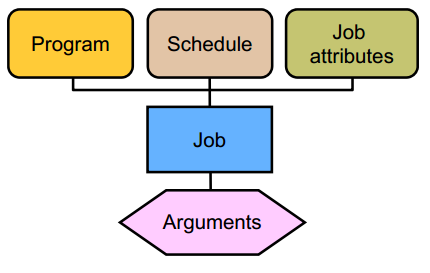 Program
Schedule
Job
attributes
Job
Arguments